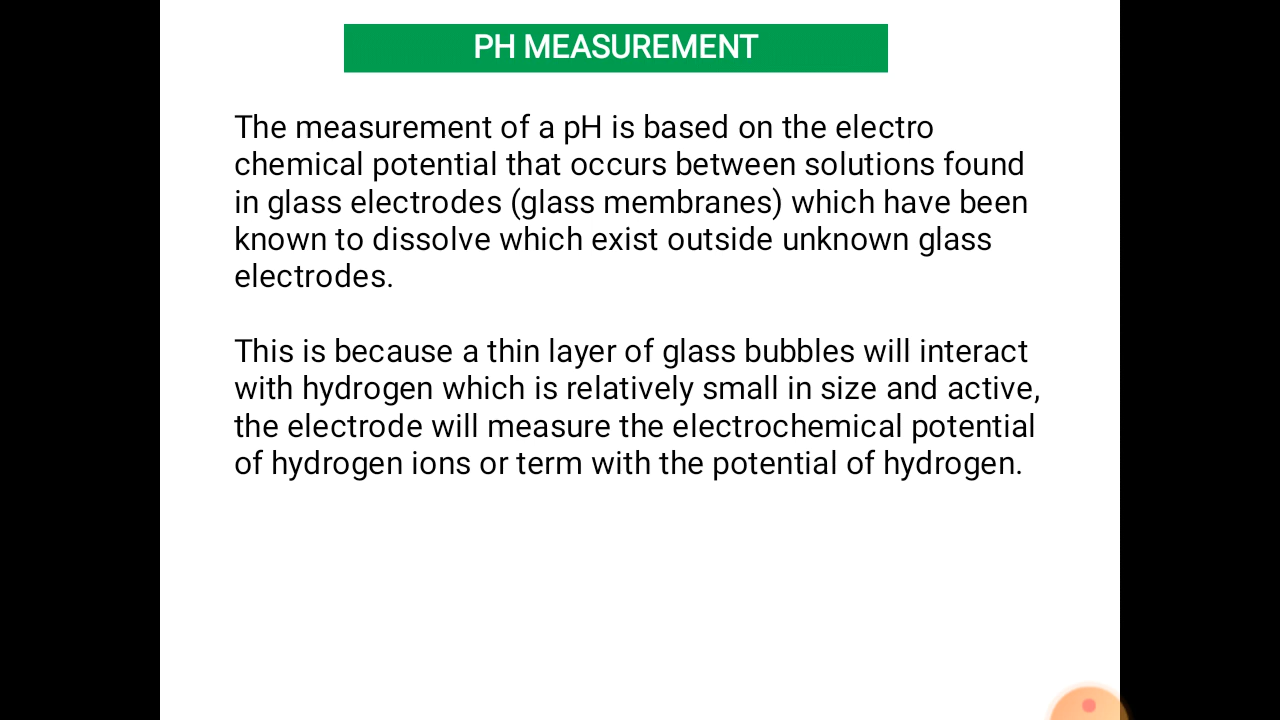 PH MEASUREMENT
The measurement of a pH is based on the electro
chemical potential that occurs between solutions found
in glass electrodes (glass membranes) which have been
known to dissolve which exist outside unknown glass
electrodes.
This is because a thin layer of glass bubbles will interact
with hydrogen which is relatively small in size and active,
the electrode will measure the electrochemical potential
of hydrogen ions or term with the potential of hydrogen.